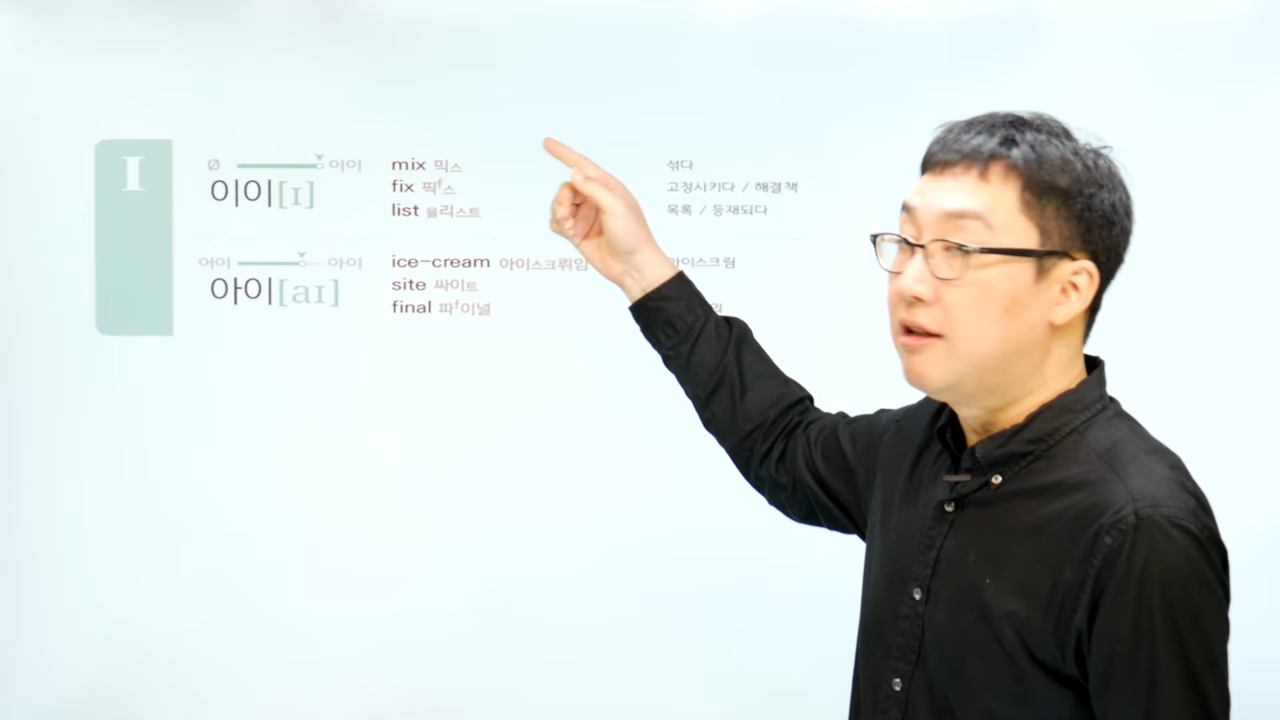 I
Ø 이이
이이[ɪ]
mix 믹스 섞다
fix 픽ᶠ스 고정시키다 / 해결책
list 을리스트 목록 / 등재되다
어이 아이
아이[aɪ]
ice-cream 아이스크뤼임 아이스크림
site 싸이트
final 파ᶠ이널